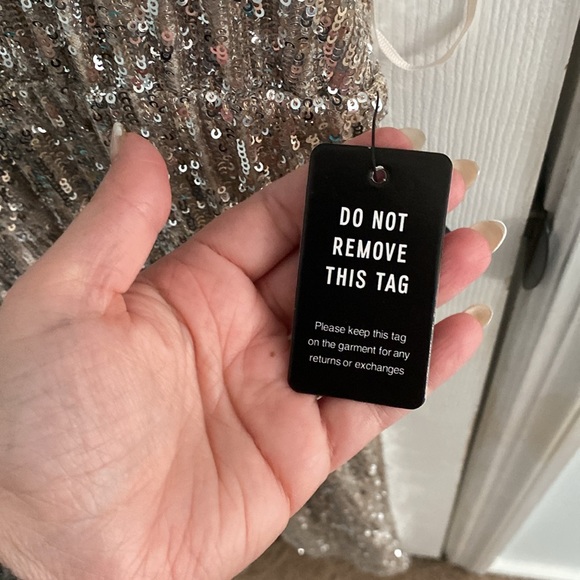 DO NOT
REMOVE
THIS TAG
Please keep this tag
on the garment for any
returns or exchanges